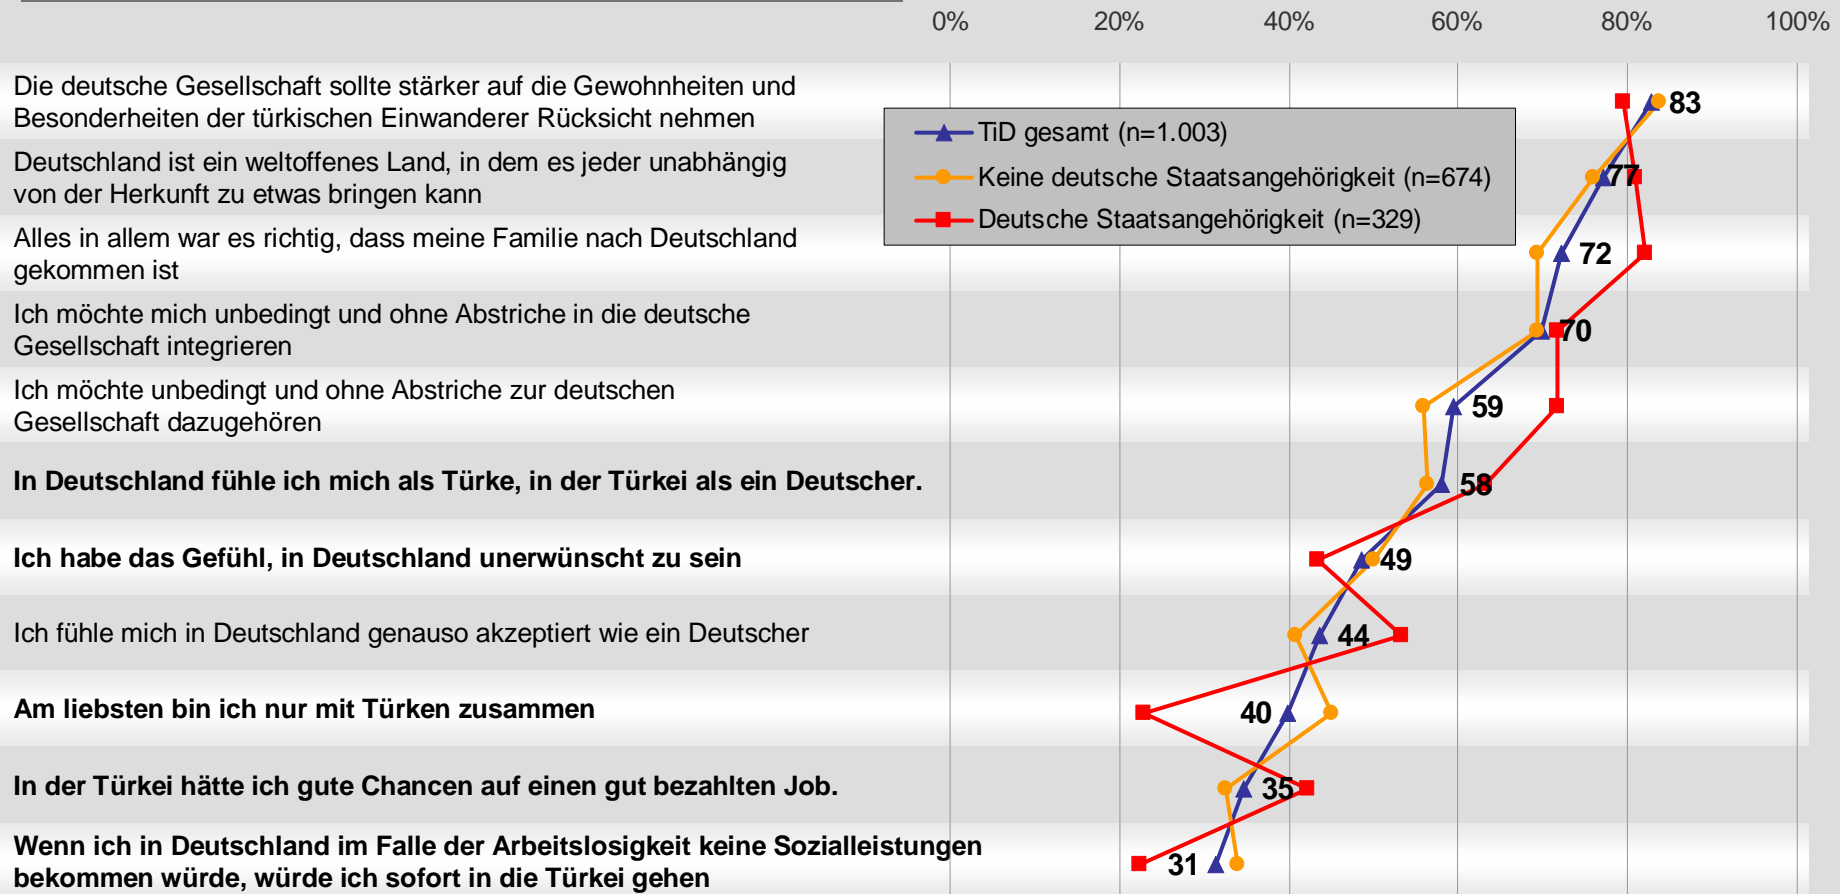 0% 20% 40% 60% 80% 100%
Die deutsche Gesellschaft sollte stärker auf die Gewohnheiten und
Besonderheiten der türkischen Einwanderer Rücksicht nehmen
83
TiD gesamt (n=1.003)
Keine deutsche Staatsangehörigkeit (n=674)
Deutsche Staatsangehörigkeit (n=329)
Deutschland ist ein weltoffenes Land, in dem es jeder unabhängig
von der Herkunft zu etwas bringen kann
77
Alles in allem war es richtig, dass meine Familie nach Deutschland
gekommen ist
72
Ich möchte mich unbedingt und ohne Abstriche in die deutsche
Gesellschaft integrieren
70
Ich möchte unbedingt und ohne Abstriche zur deutschen
Gesellschaft dazugehören
59
In Deutschland fühle ich mich als Türke, in der Türkei als ein Deutscher.
58
Ich habe das Gefühl, in Deutschland unerwünscht zu sein
49
Ich fühle mich in Deutschland genauso akzeptiert wie ein Deutscher
44
Am liebsten bin ich nur mit Türken zusammen
40
In der Türkei hätte ich gute Chancen auf einen gut bezahlten Job.
35
Wenn ich in Deutschland im Falle der Arbeitslosigkeit keine Sozialleistungen
bekommen würde, würde ich sofort in die Türkei gehen
31